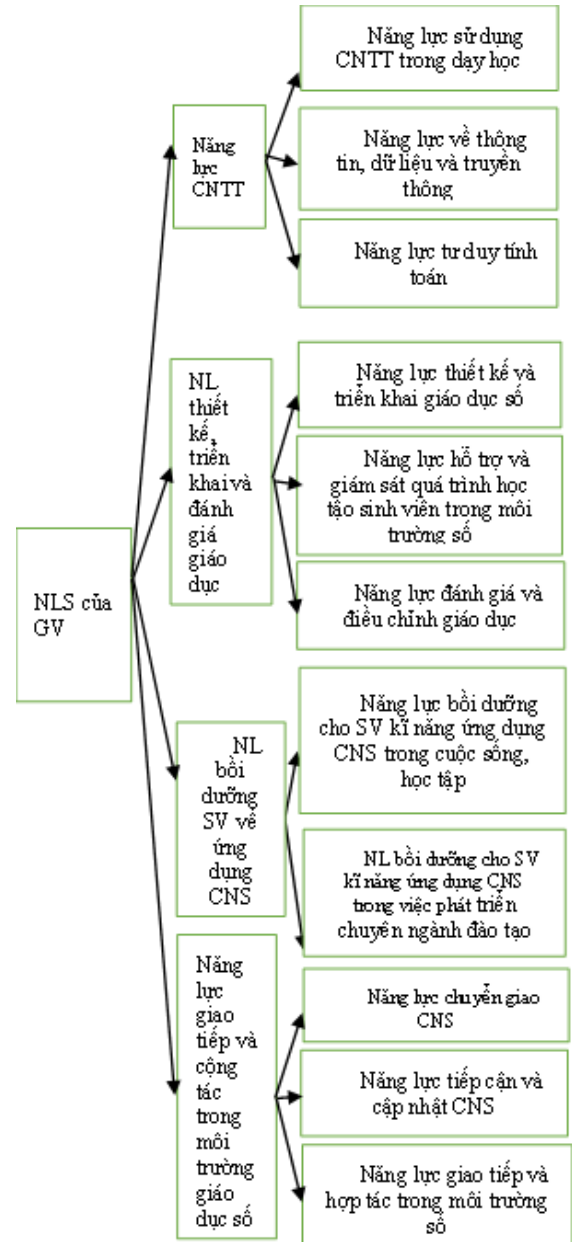 NLS của
GV
Năng
lực
CNTT
Năng lực sử dụng
CNTT trong dạy học
Năng lực về thông
tin, dữ liệu và truyền
thông
Năng lực tư duy tính
toán
NL
thiết
kế,
triển
khai và
đánh
giá
giáo
dục
Năng lực thiết kế và
triển khai giáo dục số
Năng lực hỗ trợ và
giám sát quá trình học
tạo sinh viên trong môi
trường số
Năng lực đánh giá và
điều chỉnh giáo dục
NL
bồi
dưỡng
SV về
ứng
dụng
CNS
Năng lực bồi dưỡng
cho SV kĩ năng ứng dụng
CNS trong cuộc sống,
học tập
NL bồi dưỡng cho SV
kĩ năng ứng dụng CNS
trong việc phát triển
chuyên ngành đào tạo
Năng
lực
giao
tiếp và
cộng
tác
trong
môi
trường
giáo
dục số
Năng lực chuyển giao
CNS
Năng lực tiếp cận và
cập nhật CNS
Năng lực giao tiếp và
hợp tác trong môi trường
số